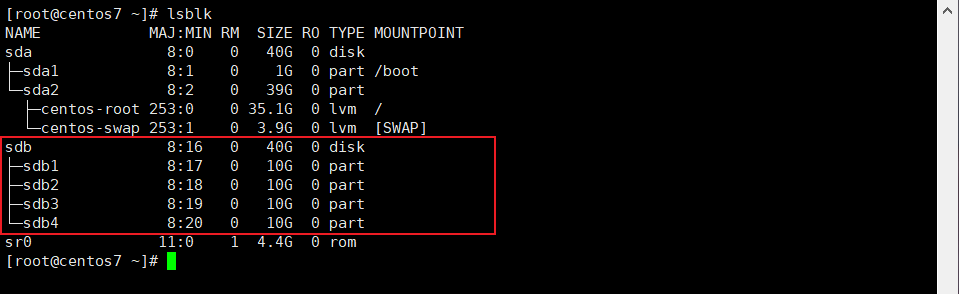 [root@centos7 ~]# lsblk
NAME            MAJ:MIN RM  SIZE RO TYPE MOUNTPOINT
sda               8:0    0   40G  0 disk
├─sda1            8:1    0    1G  0 part /boot
└─sda2            8:2    0   39G  0 part
  ├─centos-root 253:0    0 35.1G  0 lvm  /
  └─centos-swap 253:1    0  3.9G  0 lvm  [SWAP]
sdb               8:16   0   40G  0 disk
├─sdb1            8:17   0   10G  0 part
├─sdb2            8:18   0   10G  0 part
├─sdb3            8:19   0   10G  0 part
└─sdb4            8:20   0   10G  0 part
sr0              11:0    1  4.4G  0 rom
[root@centos7 ~]#